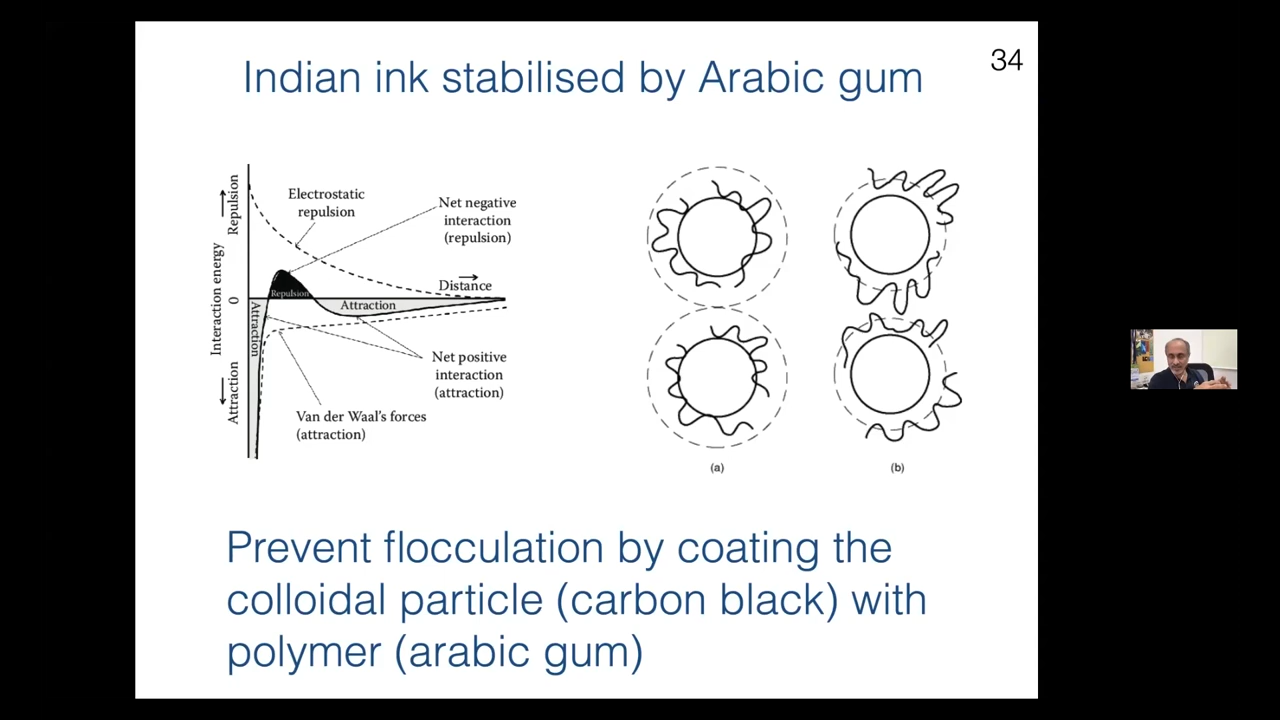 34
Indian ink stabilised by Arabic gum
Repulsion
Interaction energy
0
Attraction
Electrostatic
repulsion
Net negative
interaction
(repulsion)
Distance
Repulsion
Attraction
Attraction
Net positive
interaction
(attraction)
Van der Waal's forces
(attraction)
(a)
(b)
Prevent flocculation by coating the
colloidal particle (carbon black) with
polymer (arabic gum)